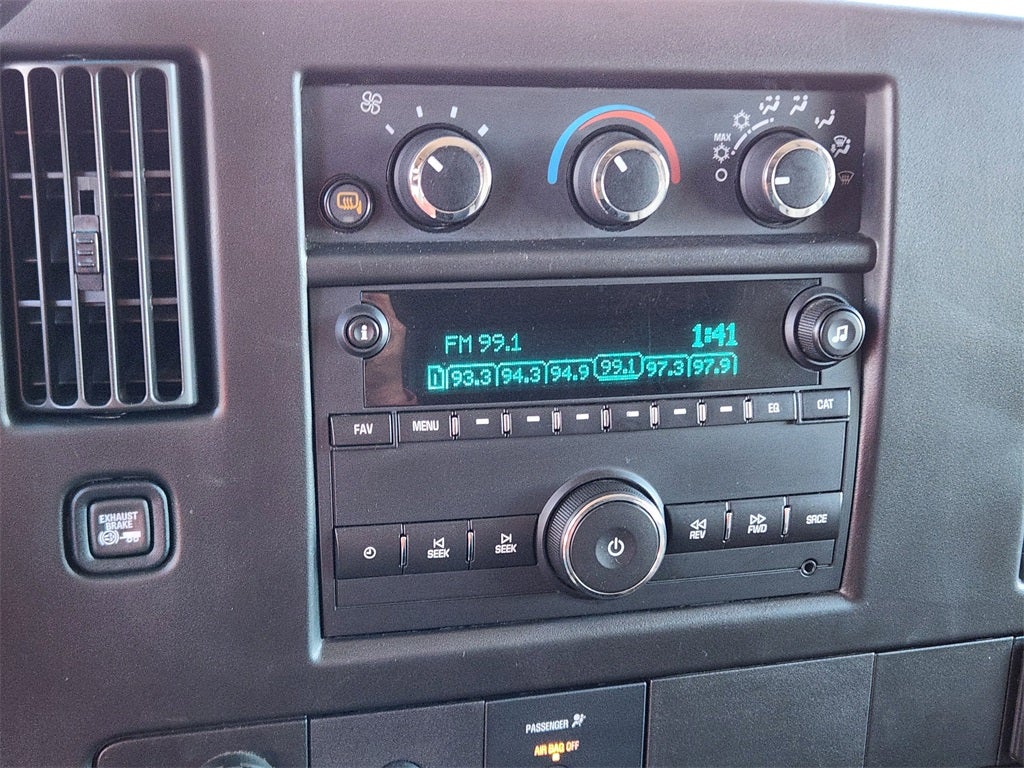 MAX
FM 99.1 1:41
1 93.3 94.3 94.9 99.1 97.3 97.9
FAV MENU EQ CAT
EXHAUST
BRAKE
SEEK SEEK REV FWD SRCE
PASSENGER
AIR BAG OFF